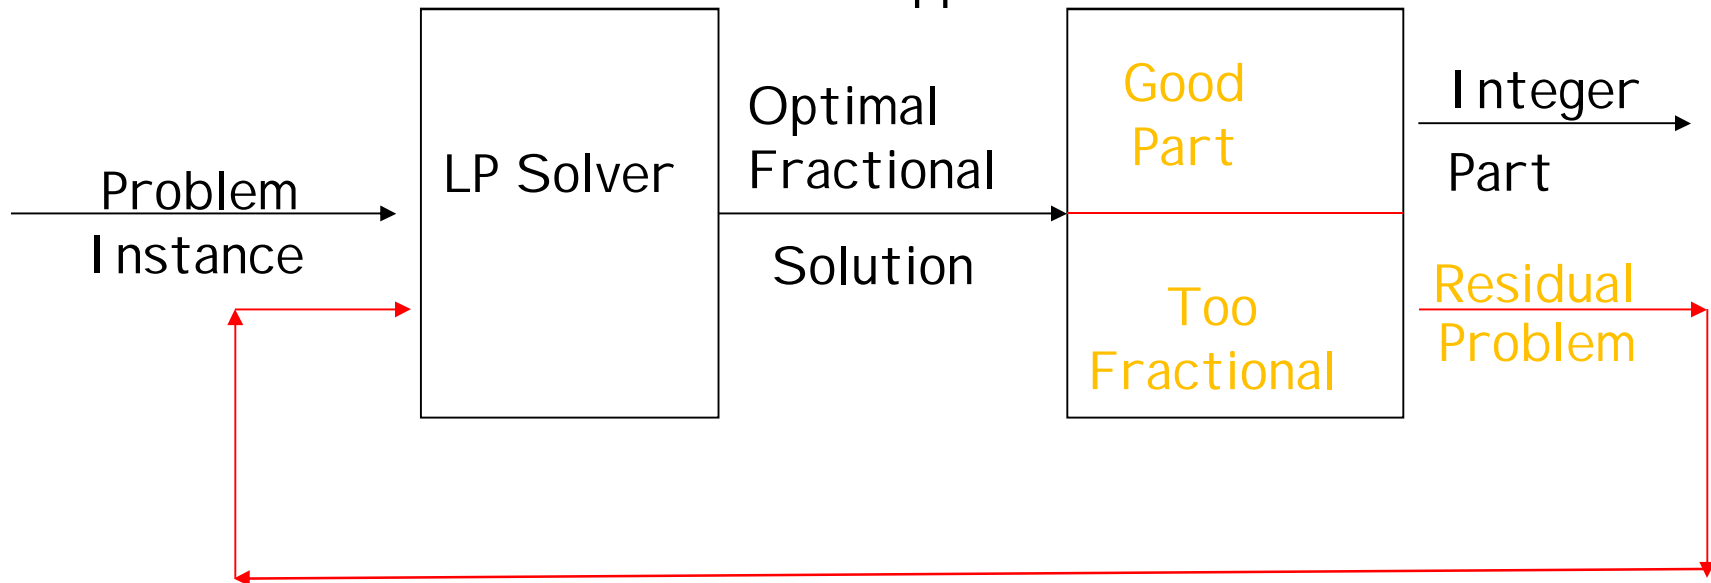 Problem
Instance
LP Solver
Optimal
Fractional
Solution
Good
Part
Too
Fractional
Integer
Part
Residual
Problem